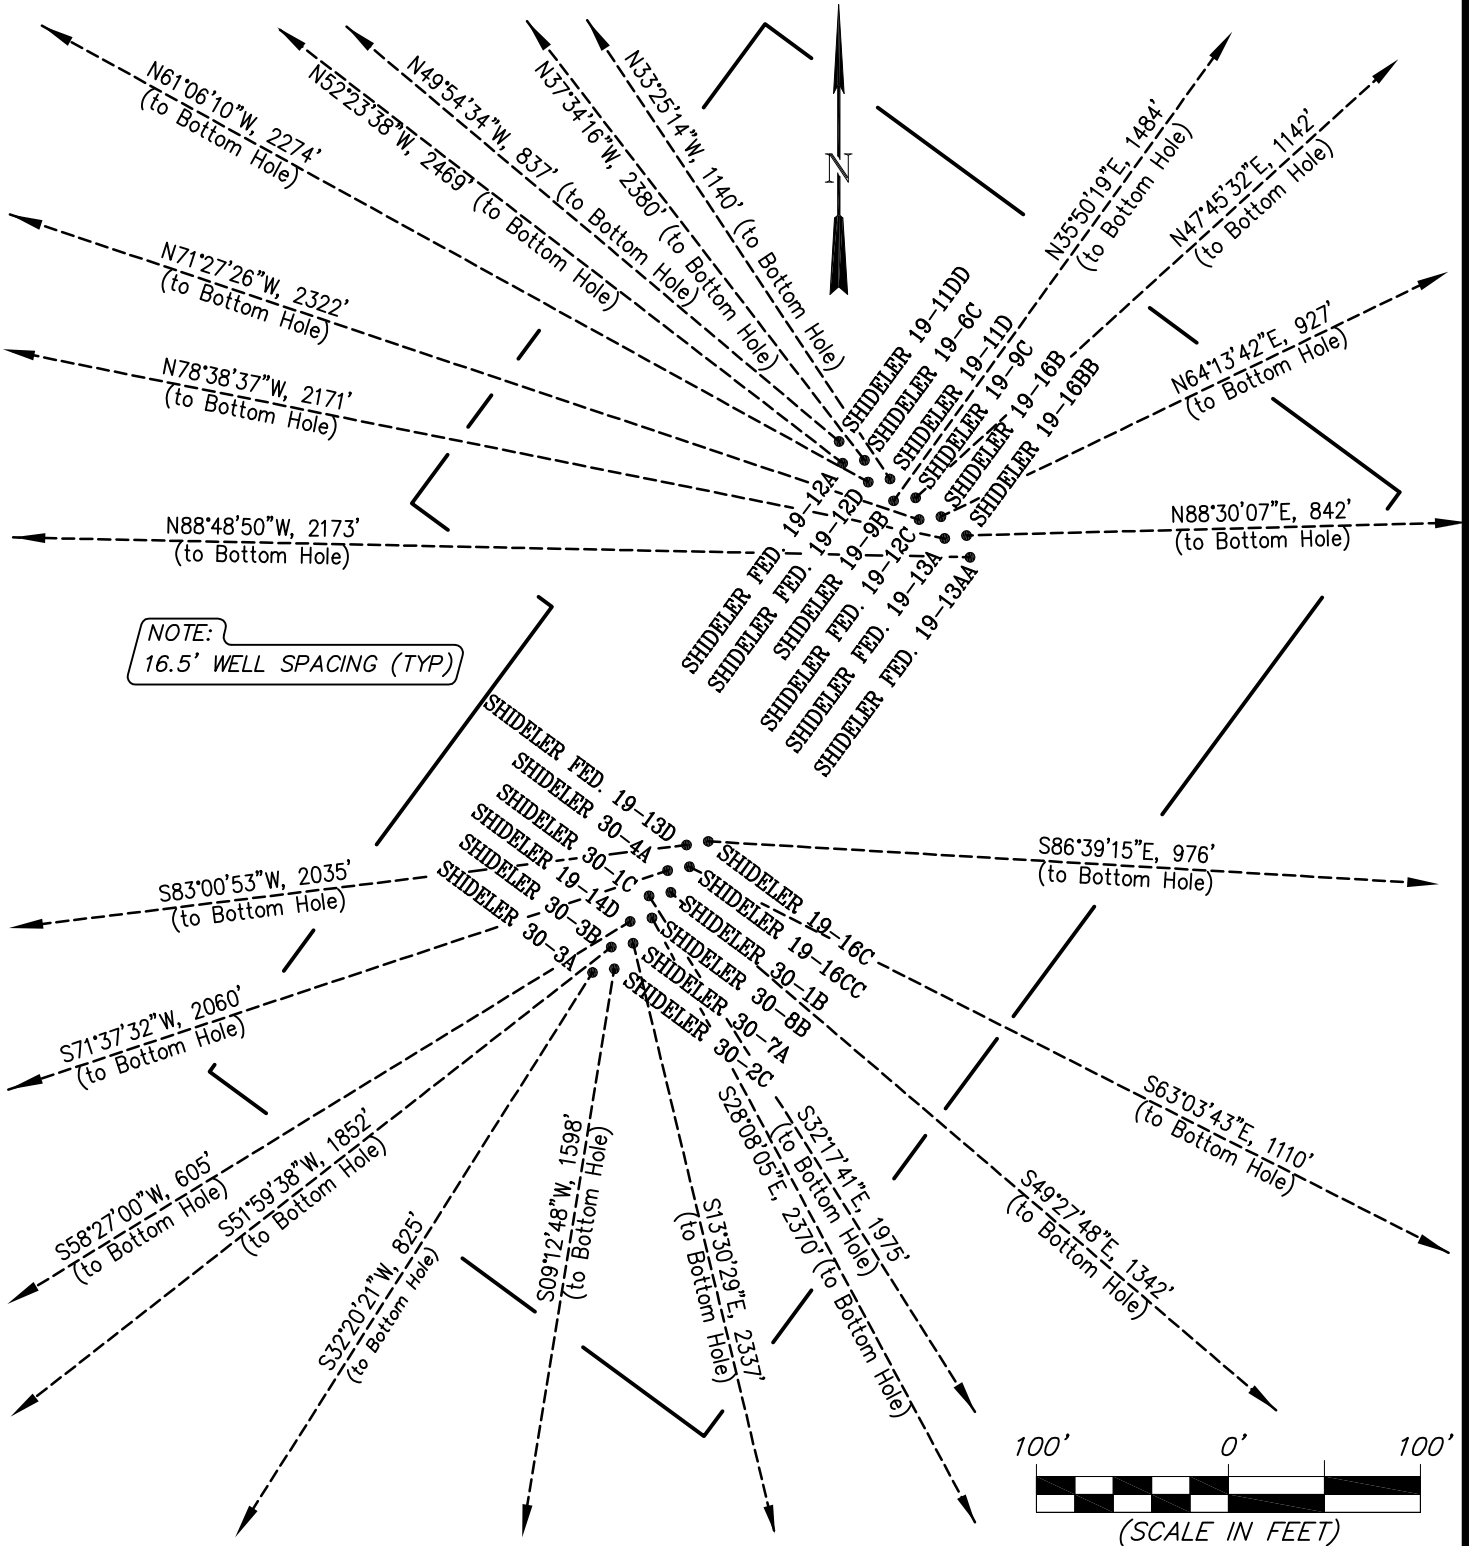 N61°06'10"W, 2274'
(to Bottom Hole)
N52°23'38"W, 2469' (to Bottom Hole)
N49°54'34"W, 837' (to Bottom Hole)
N37°34'16"W, 2380' (to Bottom Hole)
N33°25'14"W, 1140' (to Bottom Hole)
N
N35°50'19"E, 1484'
(to Bottom Hole)
N47°45'32"E, 1142'
(to Bottom Hole)
N71°27'26"W, 2322'
(to Bottom Hole)
N78°38'37"W, 2171'
(to Bottom Hole)
N64°13'42"E, 927'
(to Bottom Hole)
N88°48'50"W, 2173'
(to Bottom Hole)
N88°30'07"E, 842'
(to Bottom Hole)
SHIDELER 19-11DD
SHIDELER 19-6C
SHIDELER 19-11D
SHIDELER 19-9C
SHIDELER 19-16B
SHIDELER 19-16BB
SHIDELER FED. 19-12A
SHIDELER FED. 19-12D
SHIDELER 19-9B
SHIDELER FED. 19-12C
SHIDELER FED. 19-13A
SHIDELER FED. 19-13AA
NOTE:
16.5' WELL SPACING (TYP)
SHIDELER FED. 19-13D
SHIDELER 30-4A
SHIDELER 30-1C
SHIDELER 19-14D
SHIDELER 30-3B
SHIDELER 30-3A
SHIDELER 19-16C
SHIDELER 19-16CC
SHIDELER 30-1B
SHIDELER 30-8B
SHIDELER 30-7A
SHIDELER 30-2C
S83°00'53"W, 2035'
(to Bottom Hole)
S86°39'15"E, 976'
(to Bottom Hole)
S71°37'32"W, 2060'
(to Bottom Hole)
S58°27'00"W, 605'
(to Bottom Hole)
S51°59'38"W, 1852'
(to Bottom Hole)
S32°20'21"W, 825'
(to Bottom Hole)
S09°12'48"W, 1598'
(to Bottom Hole)
S13°30'29"E, 2337'
(to Bottom Hole)
S28°08'05"E, 2370' (to Bottom Hole)
S32°17'41"E, 1975'
(to Bottom Hole)
S49°27'48"E, 1342'
(to Bottom Hole)
S63°03'43"E, 1110'
(to Bottom Hole)
100' 0' 100'
(SCALE IN FEET)